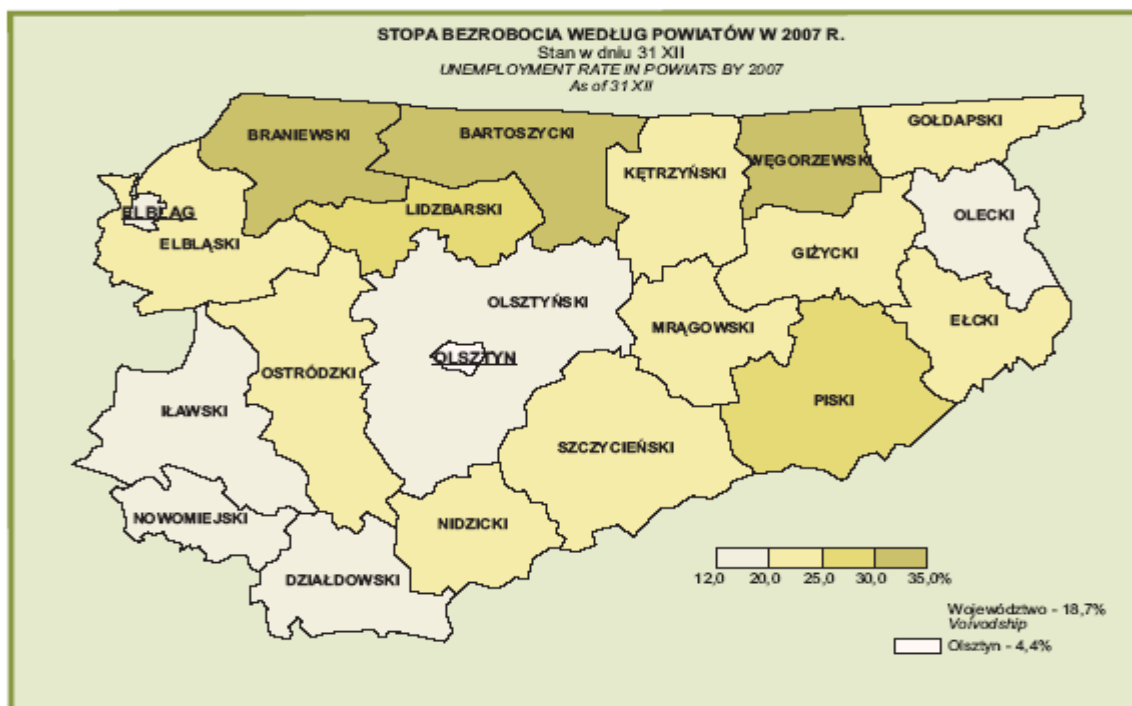 STOPA BEZROBOCIA WEDŁUG POWIATÓW W 2007 R.
Stan w dniu 31 XII
UNEMPLOYMENT RATE IN POWIATS BY 2007
As of 31 XII
GOŁDAPSKI
BRANIEWSKI
BARTOSZYCKI
WĘGORZEWSKI
KĘTRZYŃSKI
ELBLĄG
LIDZBARSKI
OLECKI
ELBLĄSKI
GIŻYCKI
OLSZTYŃSKI
MRĄGOWSKI
EŁCKI
OLSZTYN
OSTRÓDZKI
PISKI
IŁAWSKI
SZCZYCIEŃSKI
NOWOMIEJSKI
NIDZICKI
DZIAŁDOWSKI
12,0 20,0 25,0 30,0 35,0%
Województwo - 18,7%
Voivodship
Olsztyn - 4,4%